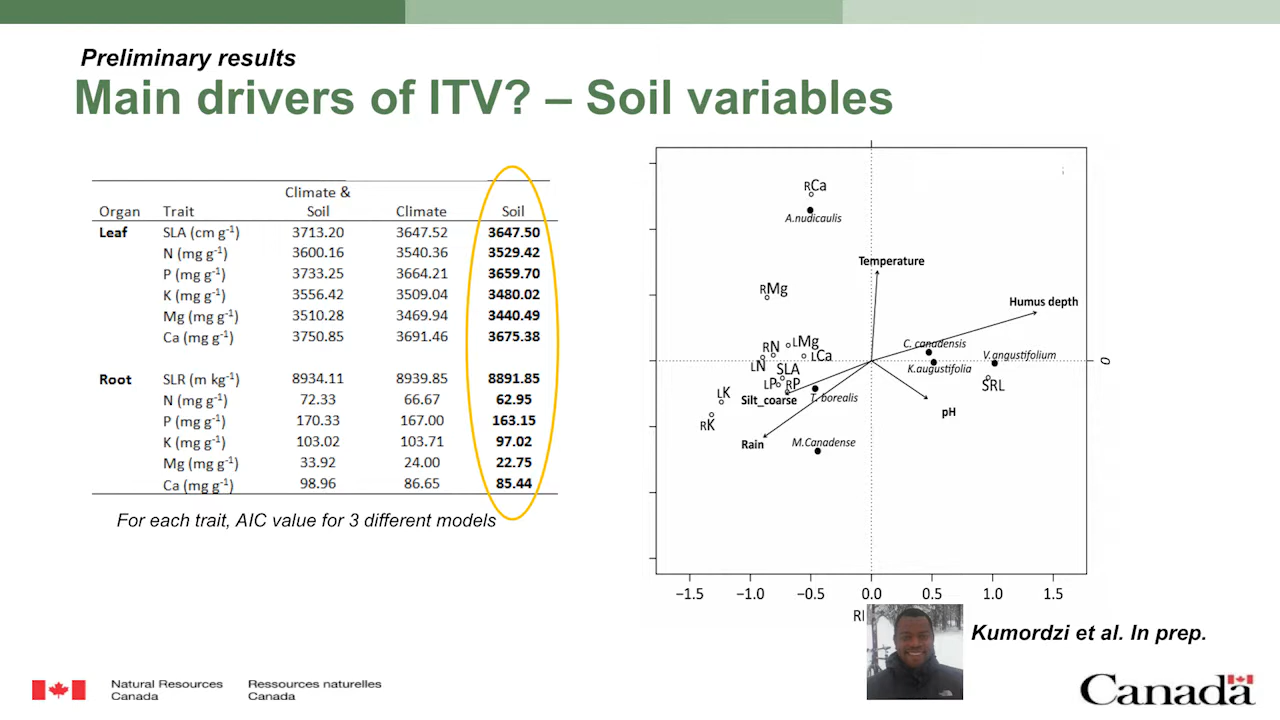 Preliminary results
Main drivers of ITV? – Soil variables
Climate &
Organ Trait Soil Climate Soil
Leaf SLA (cm g-1) 3713.20 3647.52 3647.50
N (mg g-1) 3600.16 3540.36 3529.42
P (mg g-1) 3733.25 3664.21 3659.70
K (mg g-1) 3556.42 3509.04 3480.02
Mg (mg g-1) 3510.28 3469.94 3440.49
Ca (mg g-1) 3750.85 3691.46 3675.38
Root SLR (m kg-1) 8934.11 8939.85 8891.85
N (mg g-1) 72.33 66.67 62.95
P (mg g-1) 170.33 167.00 163.15
K (mg g-1) 103.02 103.71 97.02
Mg (mg g-1) 33.92 24.00 22.75
Ca (mg g-1) 98.96 86.65 85.44
For each trait, AIC value for 3 different models
RCa
A.nudicaulis
Temperature
RMg
Humus depth
RN LMg
C. canadensis
LCa
V.angustifolium
0
LN SLA
K.augustifolia
LP RP
SRL
LK
Silt_coarse
T. borealis
pH
RK
Rain
M.Canadense
−1.5 −1.0 −0.5 0.0 0.5 1.0 1.5
Kumordzi et al. In prep.
Natural Resources Ressources naturelles
Canada Canada
Canada